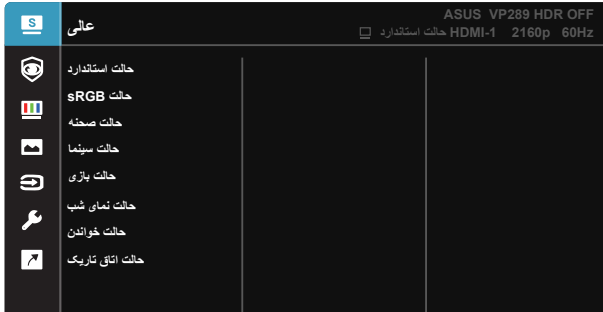 S
عالی
ASUS VP289 HDR OFF
حالت استاندارد HDMI-1 2160p 60Hz
حالت استاندارد
حالت sRGB
حالت صحنه
حالت سینما
حالت بازی
حالت نمای شب
حالت خواندن
حالت اتاق تاریک